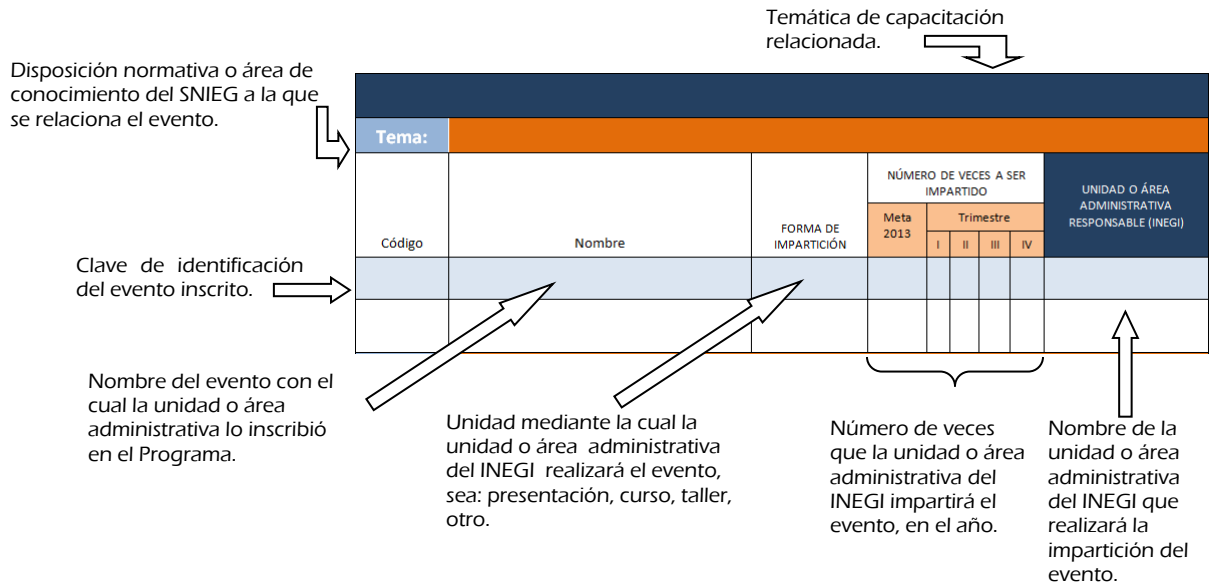 Temática de capacitación
relacionada.
Disposición normativa o área de
conocimiento del SNIEG a la que
se relaciona el evento.
Tema:
Código
Nombre
FORMA DE
IMPARTICIÓN
NÚMERO DE VECES A SER
IMPARTIDO
Meta
2013
Trimestre
I II III IV
UNIDAD O ÁREA
ADMINISTRATIVA
RESPONSABLE (INEGI)
Clave de identificación
del evento inscrito.
Nombre del evento con el
cual la unidad o área
administrativa lo inscribió
en el Programa.
Unidad mediante la cual la
unidad o área administrativa
del INEGI realizará el evento,
sea: presentación, curso, taller,
otro.
Número de veces
que la unidad o área
administrativa del
INEGI impartirá el
evento, en el año.
Nombre de la
unidad o área
administrativa
del INEGI que
realizará la
impartición del
evento.